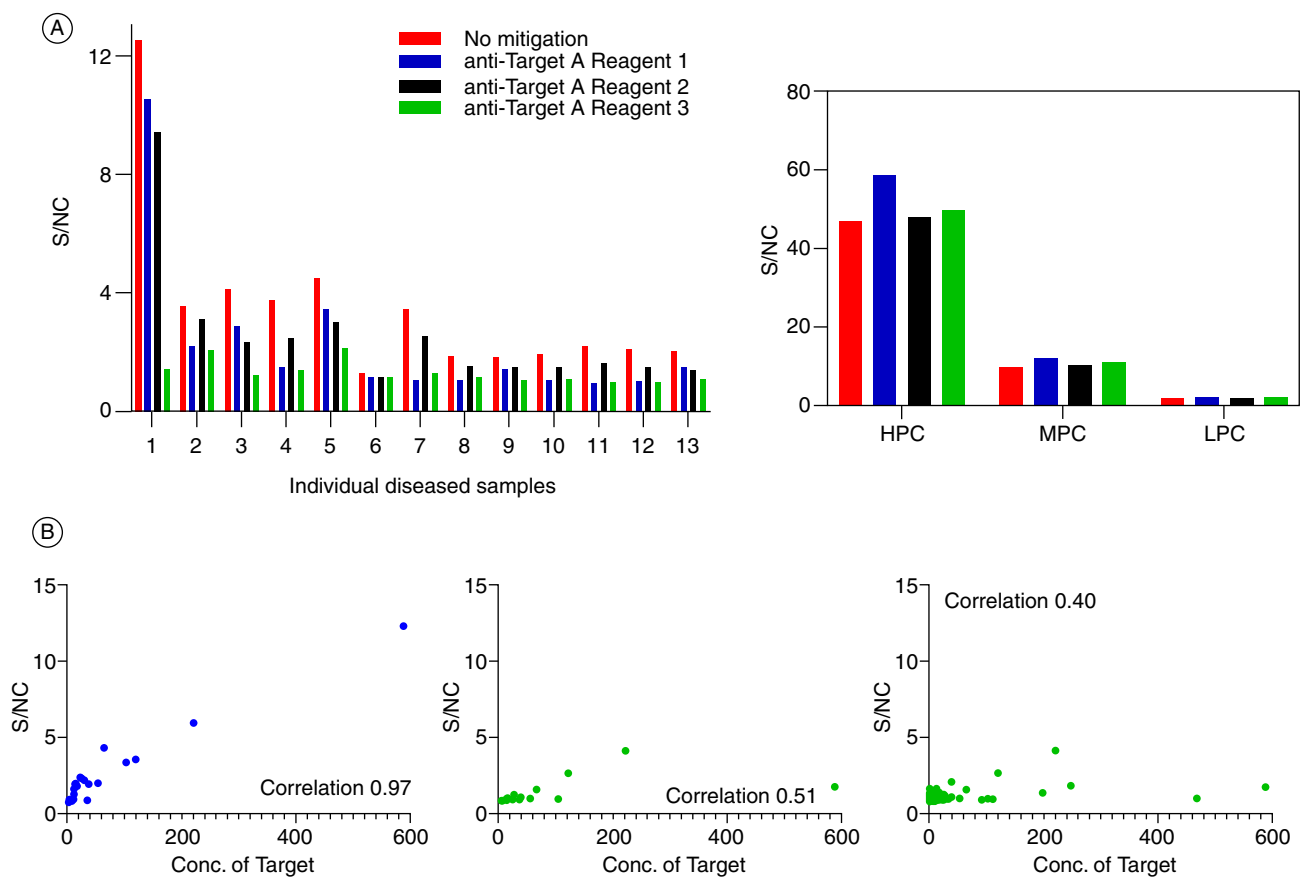 A
No mitigation
anti-Target A Reagent 1
anti-Target A Reagent 2
anti-Target A Reagent 3
12
8
4
0
S/NC
1 2 3 4 5 6 7 8 9 10 11 12 13
Individual diseased samples
80
60
40
20
0
S/NC
HPC MPC LPC
B
15
10
5
0
S/NC
Correlation 0.97
0 200 400 600
Conc. of Target
15
10
5
0
S/NC
Correlation 0.51
0 200 400 600
Conc. of Target
15
10
5
0
S/NC
Correlation 0.40
0 200 400 600
Conc. of Target